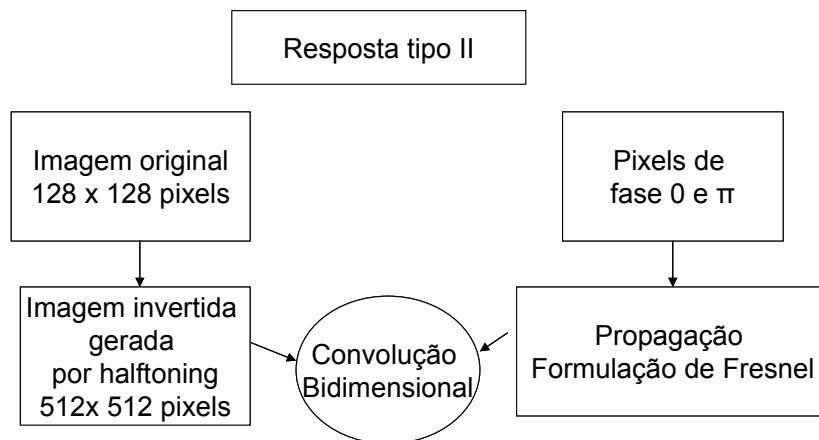 Resposta tipo II
Imagem original
128 x 128 pixels
Pixels de
fase 0 e π
Imagem invertida
gerada
por halftoning
512x 512 pixels
Convolução
Bidimensional
Propagação
Formulação de Fresnel